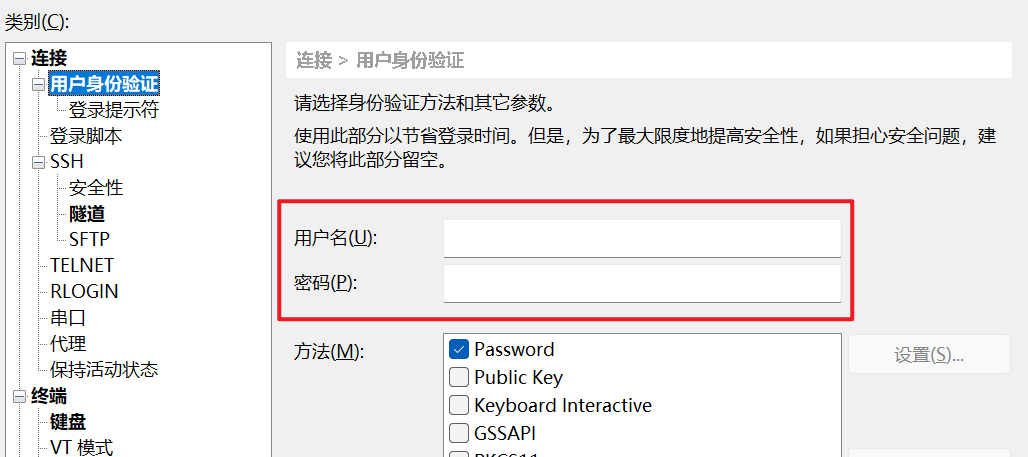 类别(C):
连接
用户身份验证
登录提示符
登录脚本
SSH
安全性
隧道
SFTP
TELNET
RLOGIN
串口
代理
保持活动状态
终端
键盘
VT 模式
连接 > 用户身份验证
请选择身份验证方法和其它参数。
使用此部分以节省登录时间。但是，为了最大限度地提高安全性，如果担心安全问题，建
议您将此部分留空。
用户名(U):
密码(P):
方法(M):
Password
Public Key
Keyboard Interactive
GSSAPI
PKCS11
设置(S)...